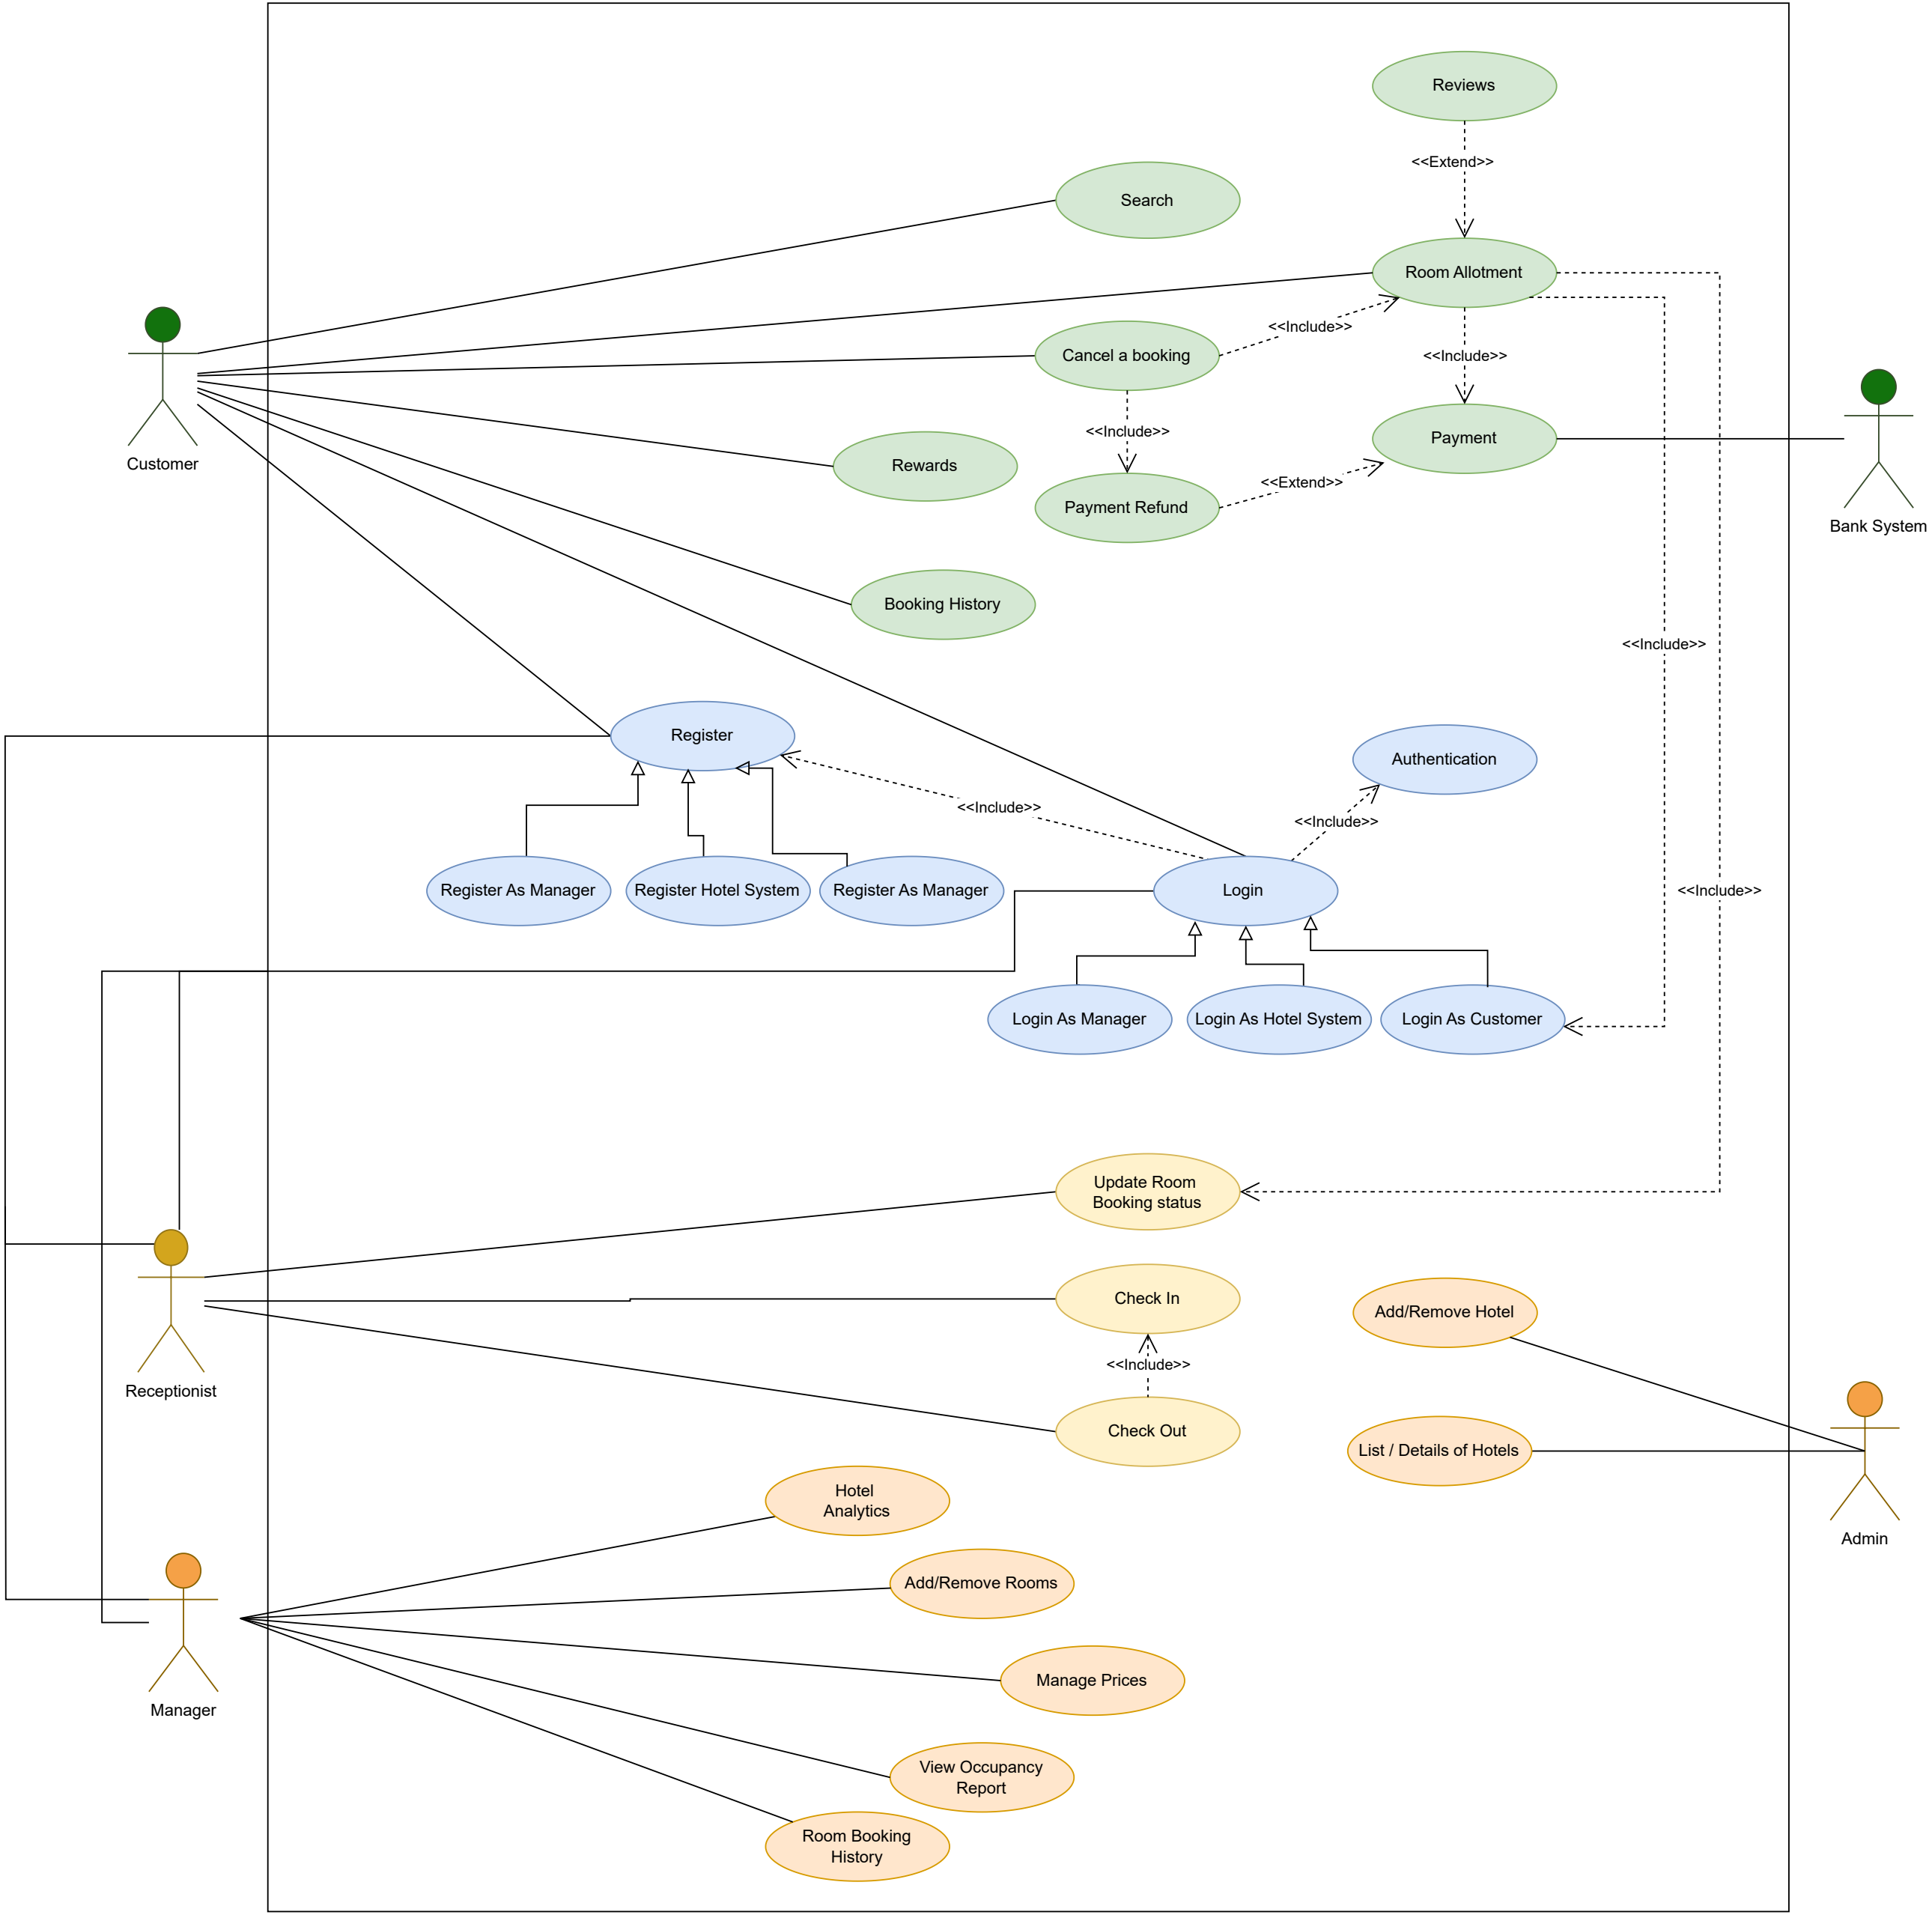 Reviews
<<Extend>>
Search
Room Allotment
<<Include>>
Cancel a booking
<<Include>>
Customer
<<Include>>
Payment
Rewards
<<Extend>>
Payment Refund
Bank System
Booking History
<<Include>>
Register
Authentication
<<Include>>
<<Include>>
Register As Manager
Register Hotel System
Register As Manager
Login
<<Include>>
Login As Manager
Login As Hotel System
Login As Customer
Update Room
Booking status
Check In
Add/Remove Hotel
<<Include>>
Receptionist
Check Out
List / Details of Hotels
Hotel
Analytics
Admin
Add/Remove Rooms
Manage Prices
Manager
View Occupancy
Report
Room Booking
History